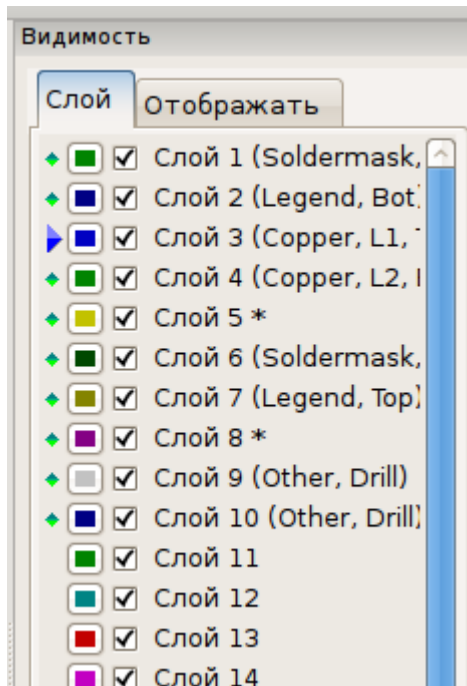 Видимость
Слой Отображать
Слой 1 (Soldermask,
Слой 2 (Legend, Bot
Слой 3 (Copper, L1,
Слой 4 (Copper, L2,
Слой 5 *
Слой 6 (Soldermask,
Слой 7 (Legend, Top)
Слой 8 *
Слой 9 (Other, Drill)
Слой 10 (Other, Drill)
Слой 11
Слой 12
Слой 13
Слой 14